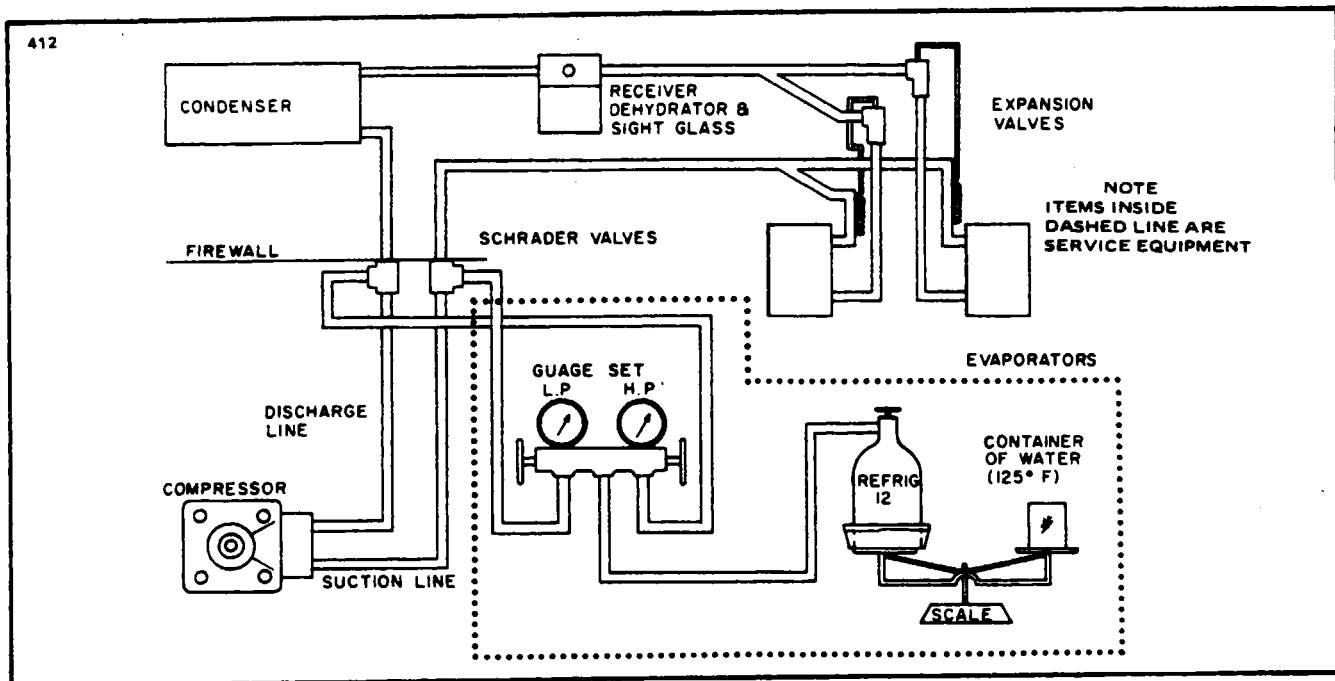 412
CONDENSER
RECEIVER
DEHYDRATOR &
SIGHT GLASS
EXPANSION
VALVES
NOTE
ITEMS INSIDE
DASHED LINE ARE
SERVICE EQUIPMENT
FIREWALL
SCHRADER VALVES
EVAPORATORS
GUAGE SET
L.P H.P
DISCHARGE
LINE
CONTAINER
OF WATER
(125° F)
REFRIG
12
COMPRESSOR
SUCTION LINE
SCALE